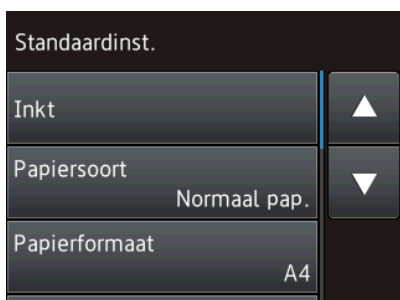 Standaardinst.
Inkt
Papiersoort
Normaal pap.
Papierformaat
A4